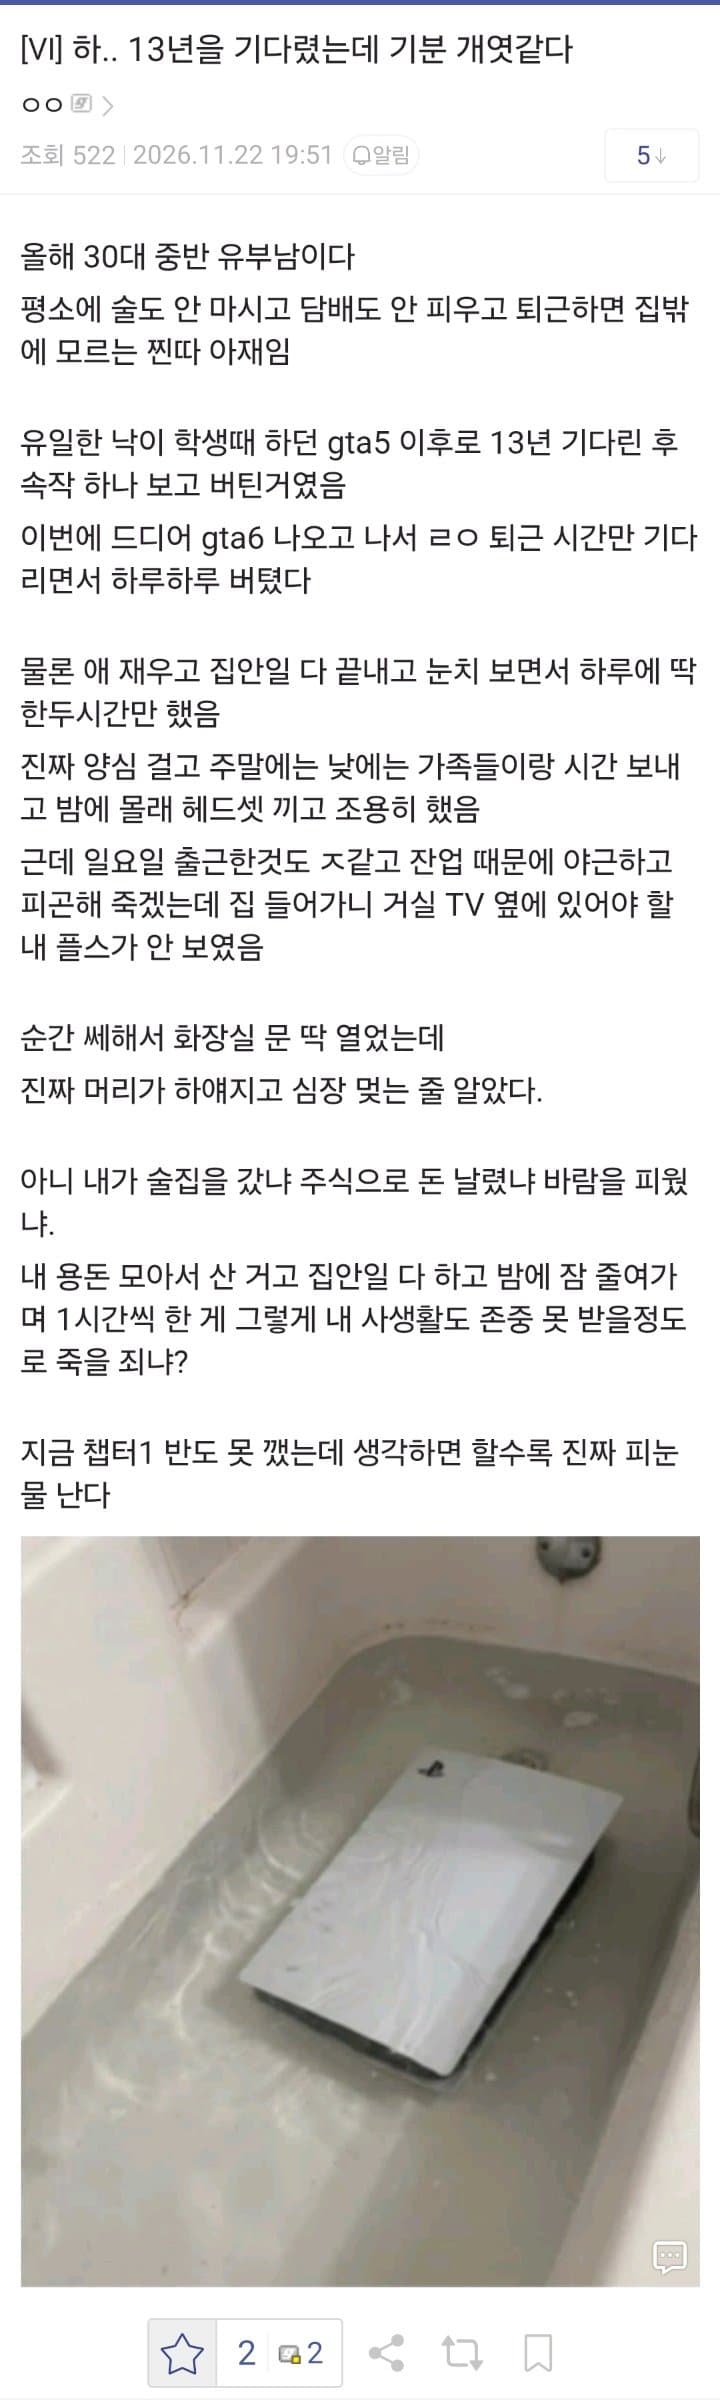 [VI] 하.. 13년을 기다렸는데 기분 개엿같다
ㅇㅇ
조회 522 | 2026.11.22 19:51 알림
5↓
올해 30대 중반 유부남이다
평소에 술도 안 마시고 담배도 안 피우고 퇴근하면 집밖
에 모르는 찐따 아재임
유일한 낙이 학생때 하던 gta5 이후로 13년 기다린 후
속작 하나 보고 버틴거였음
이번에 드디어 gta6 나오고 나서 ㄹㅇ 퇴근 시간만 기다
리면서 하루하루 버텼다
물론 애 재우고 집안일 다 끝내고 눈치 보면서 하루에 딱
한두시간만 했음
진짜 양심 걸고 주말에는 낮에는 가족들이랑 시간 보내
고 밤에 몰래 헤드셋 끼고 조용히 했음
근데 일요일 출근한것도 ㅈ같고 잔업 때문에 야근하고
피곤해 죽겠는데 집 들어가니 거실 TV 옆에 있어야 할
내 플스가 안 보였음
순간 쎄해서 화장실 문 딱 열었는데
진짜 머리가 하얘지고 심장 멎는 줄 알았다.
아니 내가 술집을 갔냐 주식으로 돈 날렸냐 바람을 피웠
냐.
내 용돈 모아서 산 거고 집안일 다 하고 밤에 잠 줄여가
며 1시간씩 한 게 그렇게 내 사생활도 존중 못 받을정도
로 죽을 죄냐?
지금 챕터1 반도 못 깼는데 생각하면 할수록 진짜 피눈
물 난다
2 2